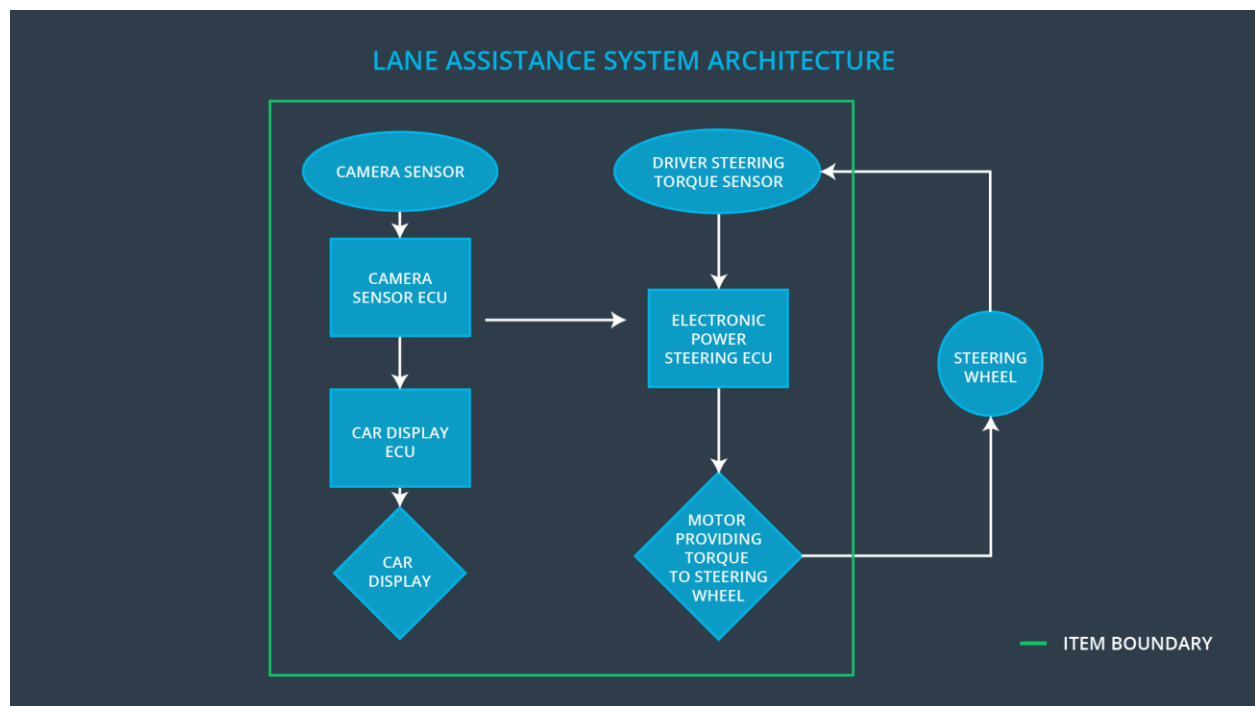 LANE ASSISTANCE SYSTEM ARCHITECTURE
CAMERA SENSOR
CAMERA
SENSOR ECU
CAR DISPLAY
ECU
CAR
DISPLAY
DRIVER STEERING
TORQUE SENSOR
ELECTRONIC
POWER
STEERING ECU
MOTOR
PROVIDING
TORQUE
TO STEERING
WHEEL
STEERING
WHEEL
ITEM BOUNDARY